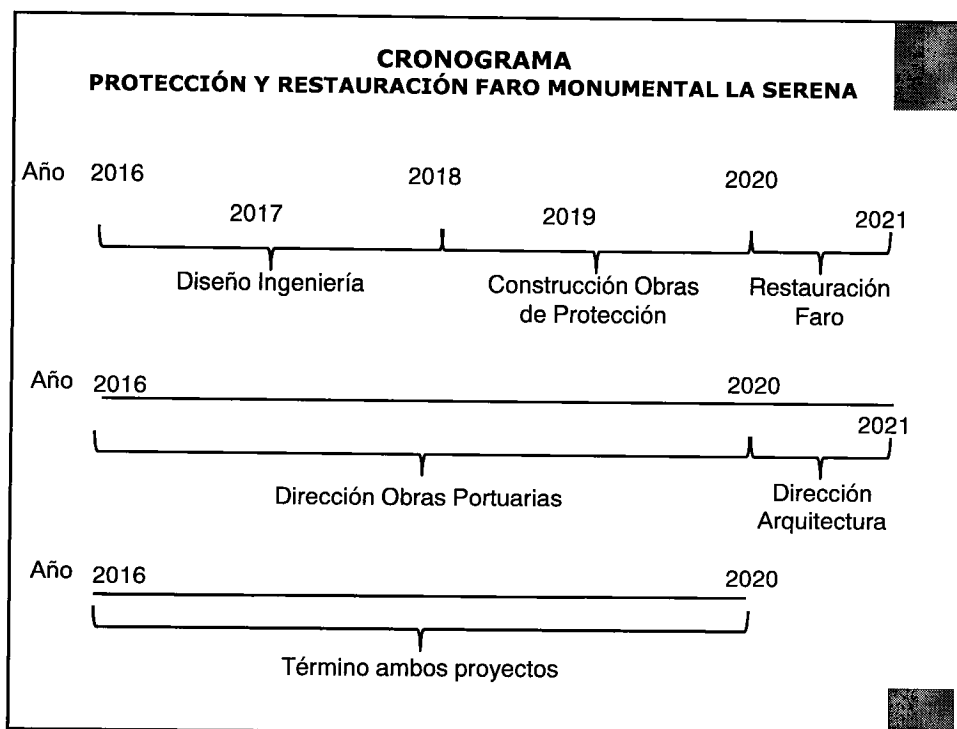 CRONOGRAMA
PROTECCIÓN Y RESTAURACIÓN FARO MONUMENTAL LA SERENA
Año 2016 2018 2020
2017 2019 2021
Diseño Ingeniería Construcción Obras Restauración
de Protección Faro
Año 2016 2020
2021
Dirección Obras Portuarias Dirección
Arquitectura
Año 2016 2020
Término ambos proyectos